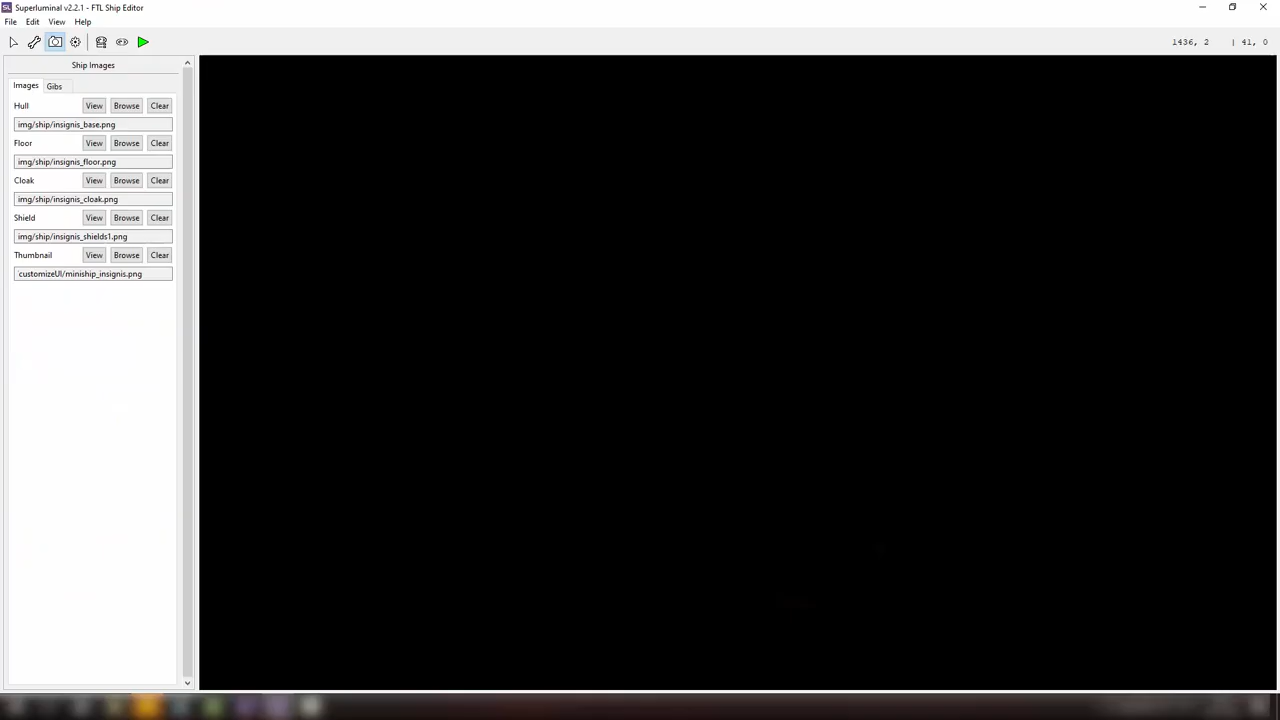 SL Superluminal v2.2.1 - FTL Ship Editor
File Edit View Help
1436, 2 | 41, 0
Ship Images
Images Gibs
Hull View Browse Clear
img/ship/insignis_base.png
Floor View Browse Clear
img/ship/insignis_floor.png
Cloak View Browse Clear
img/ship/insignis_cloak.png
Shield View Browse Clear
img/ship/insignis_shields1.png
Thumbnail View Browse Clear
customizeUI/miniship_insignis.png